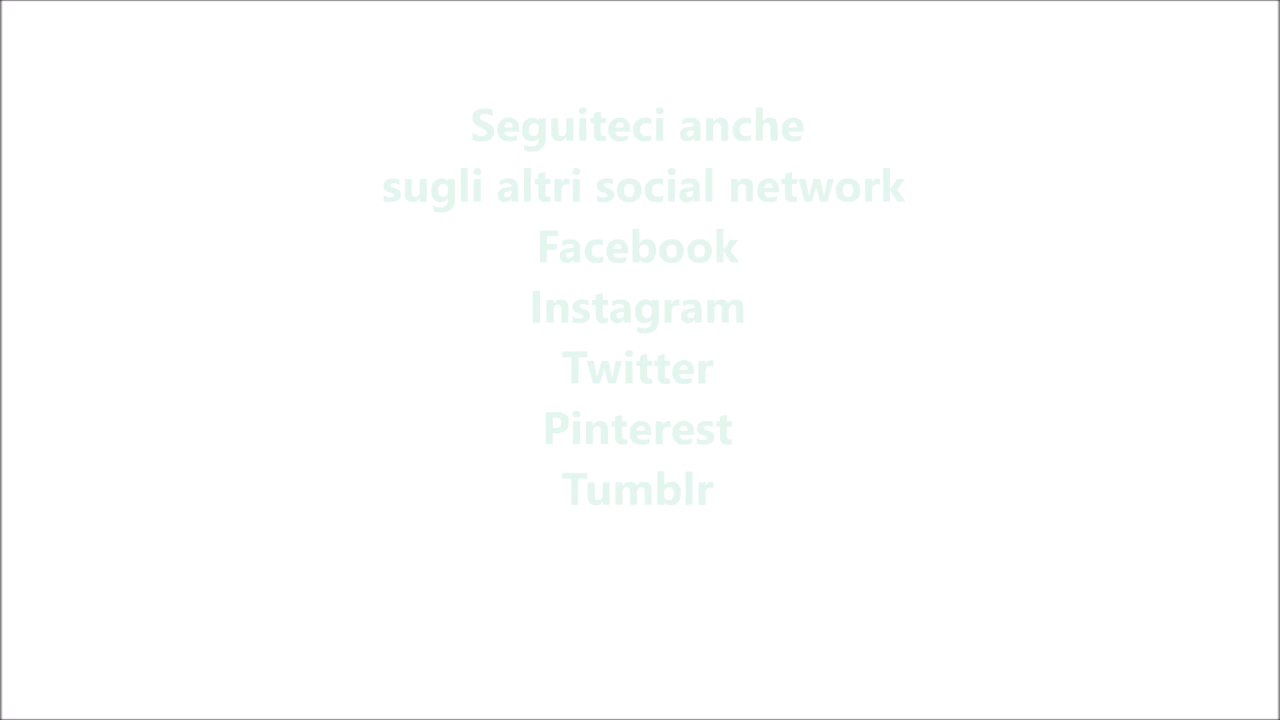 Seguiteci anche
sugli altri social network
Facebook
Instagram
Twitter
Pinterest
Tumblr